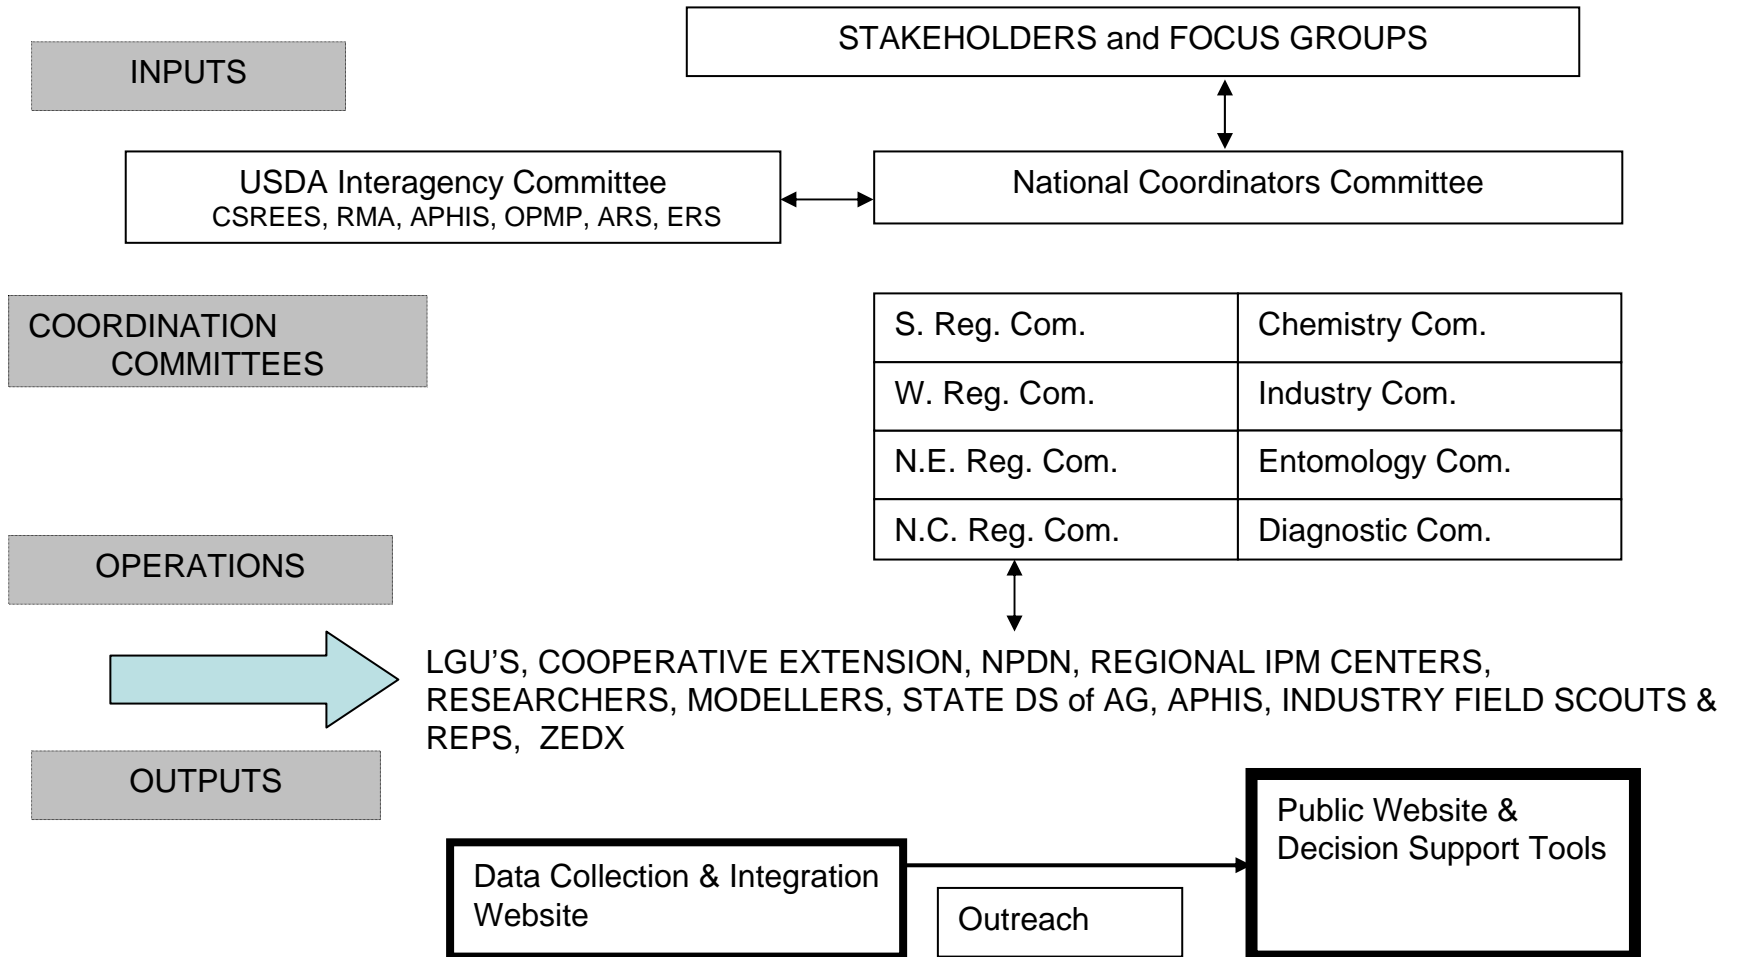 STAKEHOLDERS and FOCUS GROUPS
INPUTS
USDA Interagency Committee
CSREES, RMA, APHIS, OPMP, ARS, ERS
National Coordinators Committee
COORDINATION
COMMITTEES
S. Reg. Com.
Chemistry Com.
W. Reg. Com.
Industry Com.
N.E. Reg. Com.
Entomology Com.
N.C. Reg. Com.
Diagnostic Com.
OPERATIONS
LGU'S, COOPERATIVE EXTENSION, NPDN, REGIONAL IPM CENTERS,
RESEARCHERS, MODELLERS, STATE DS of AG, APHIS, INDUSTRY FIELD SCOUTS &
REPS, ZEDX
OUTPUTS
Data Collection & Integration
Website
Outreach
Public Website &
Decision Support Tools